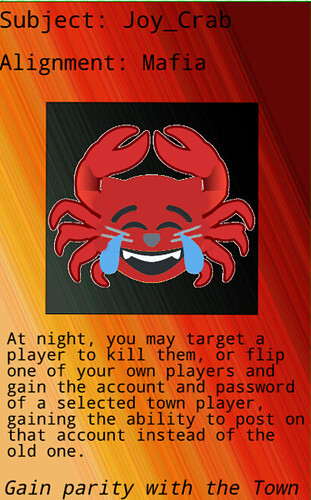 Subject: Joy_Crab
Alignment: Mafia
At night, you may target a
player to kill them, or flip
one of your own players and
gain the account and password
of a selected town player,
gaining the ability to post on
that account instead of the
old one.
Gain parity with the Town